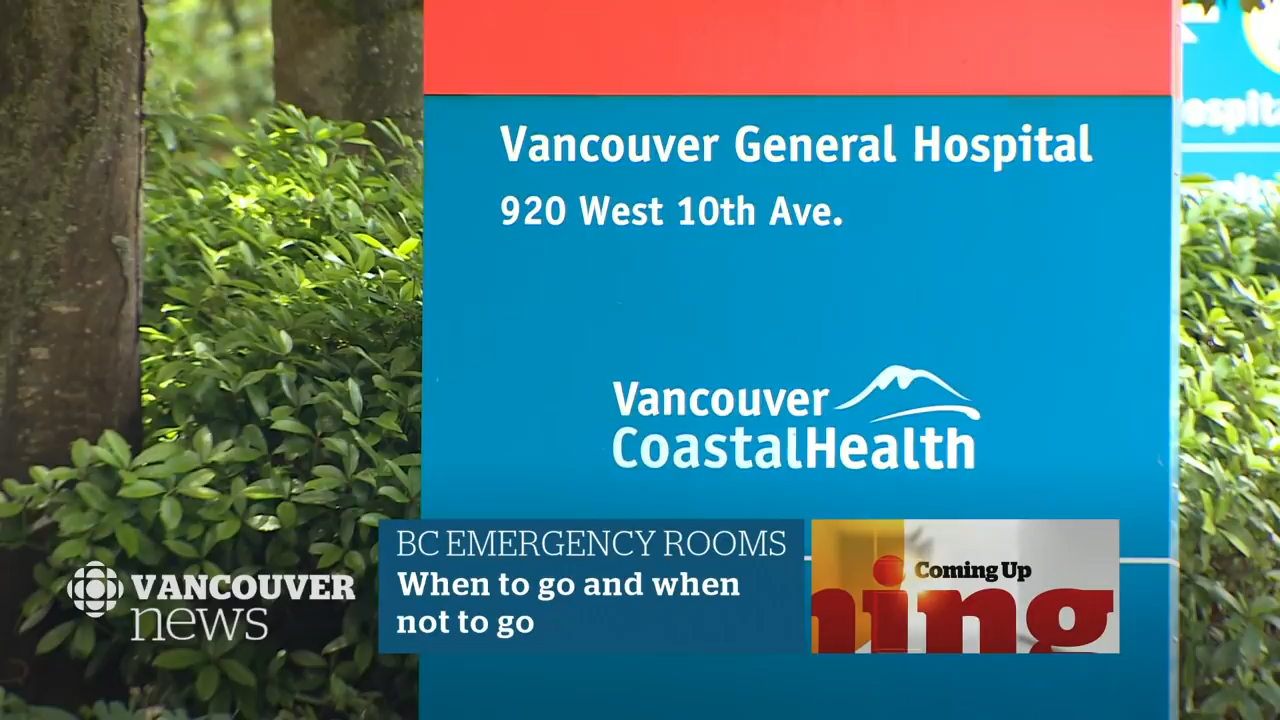 Vancouver General Hospital
920 West 10th Ave.
Vancouver
CoastalHealth
BC EMERGENCY ROOMS
When to go and when
not to go
Coming Up
ing
VANCOUVER
news